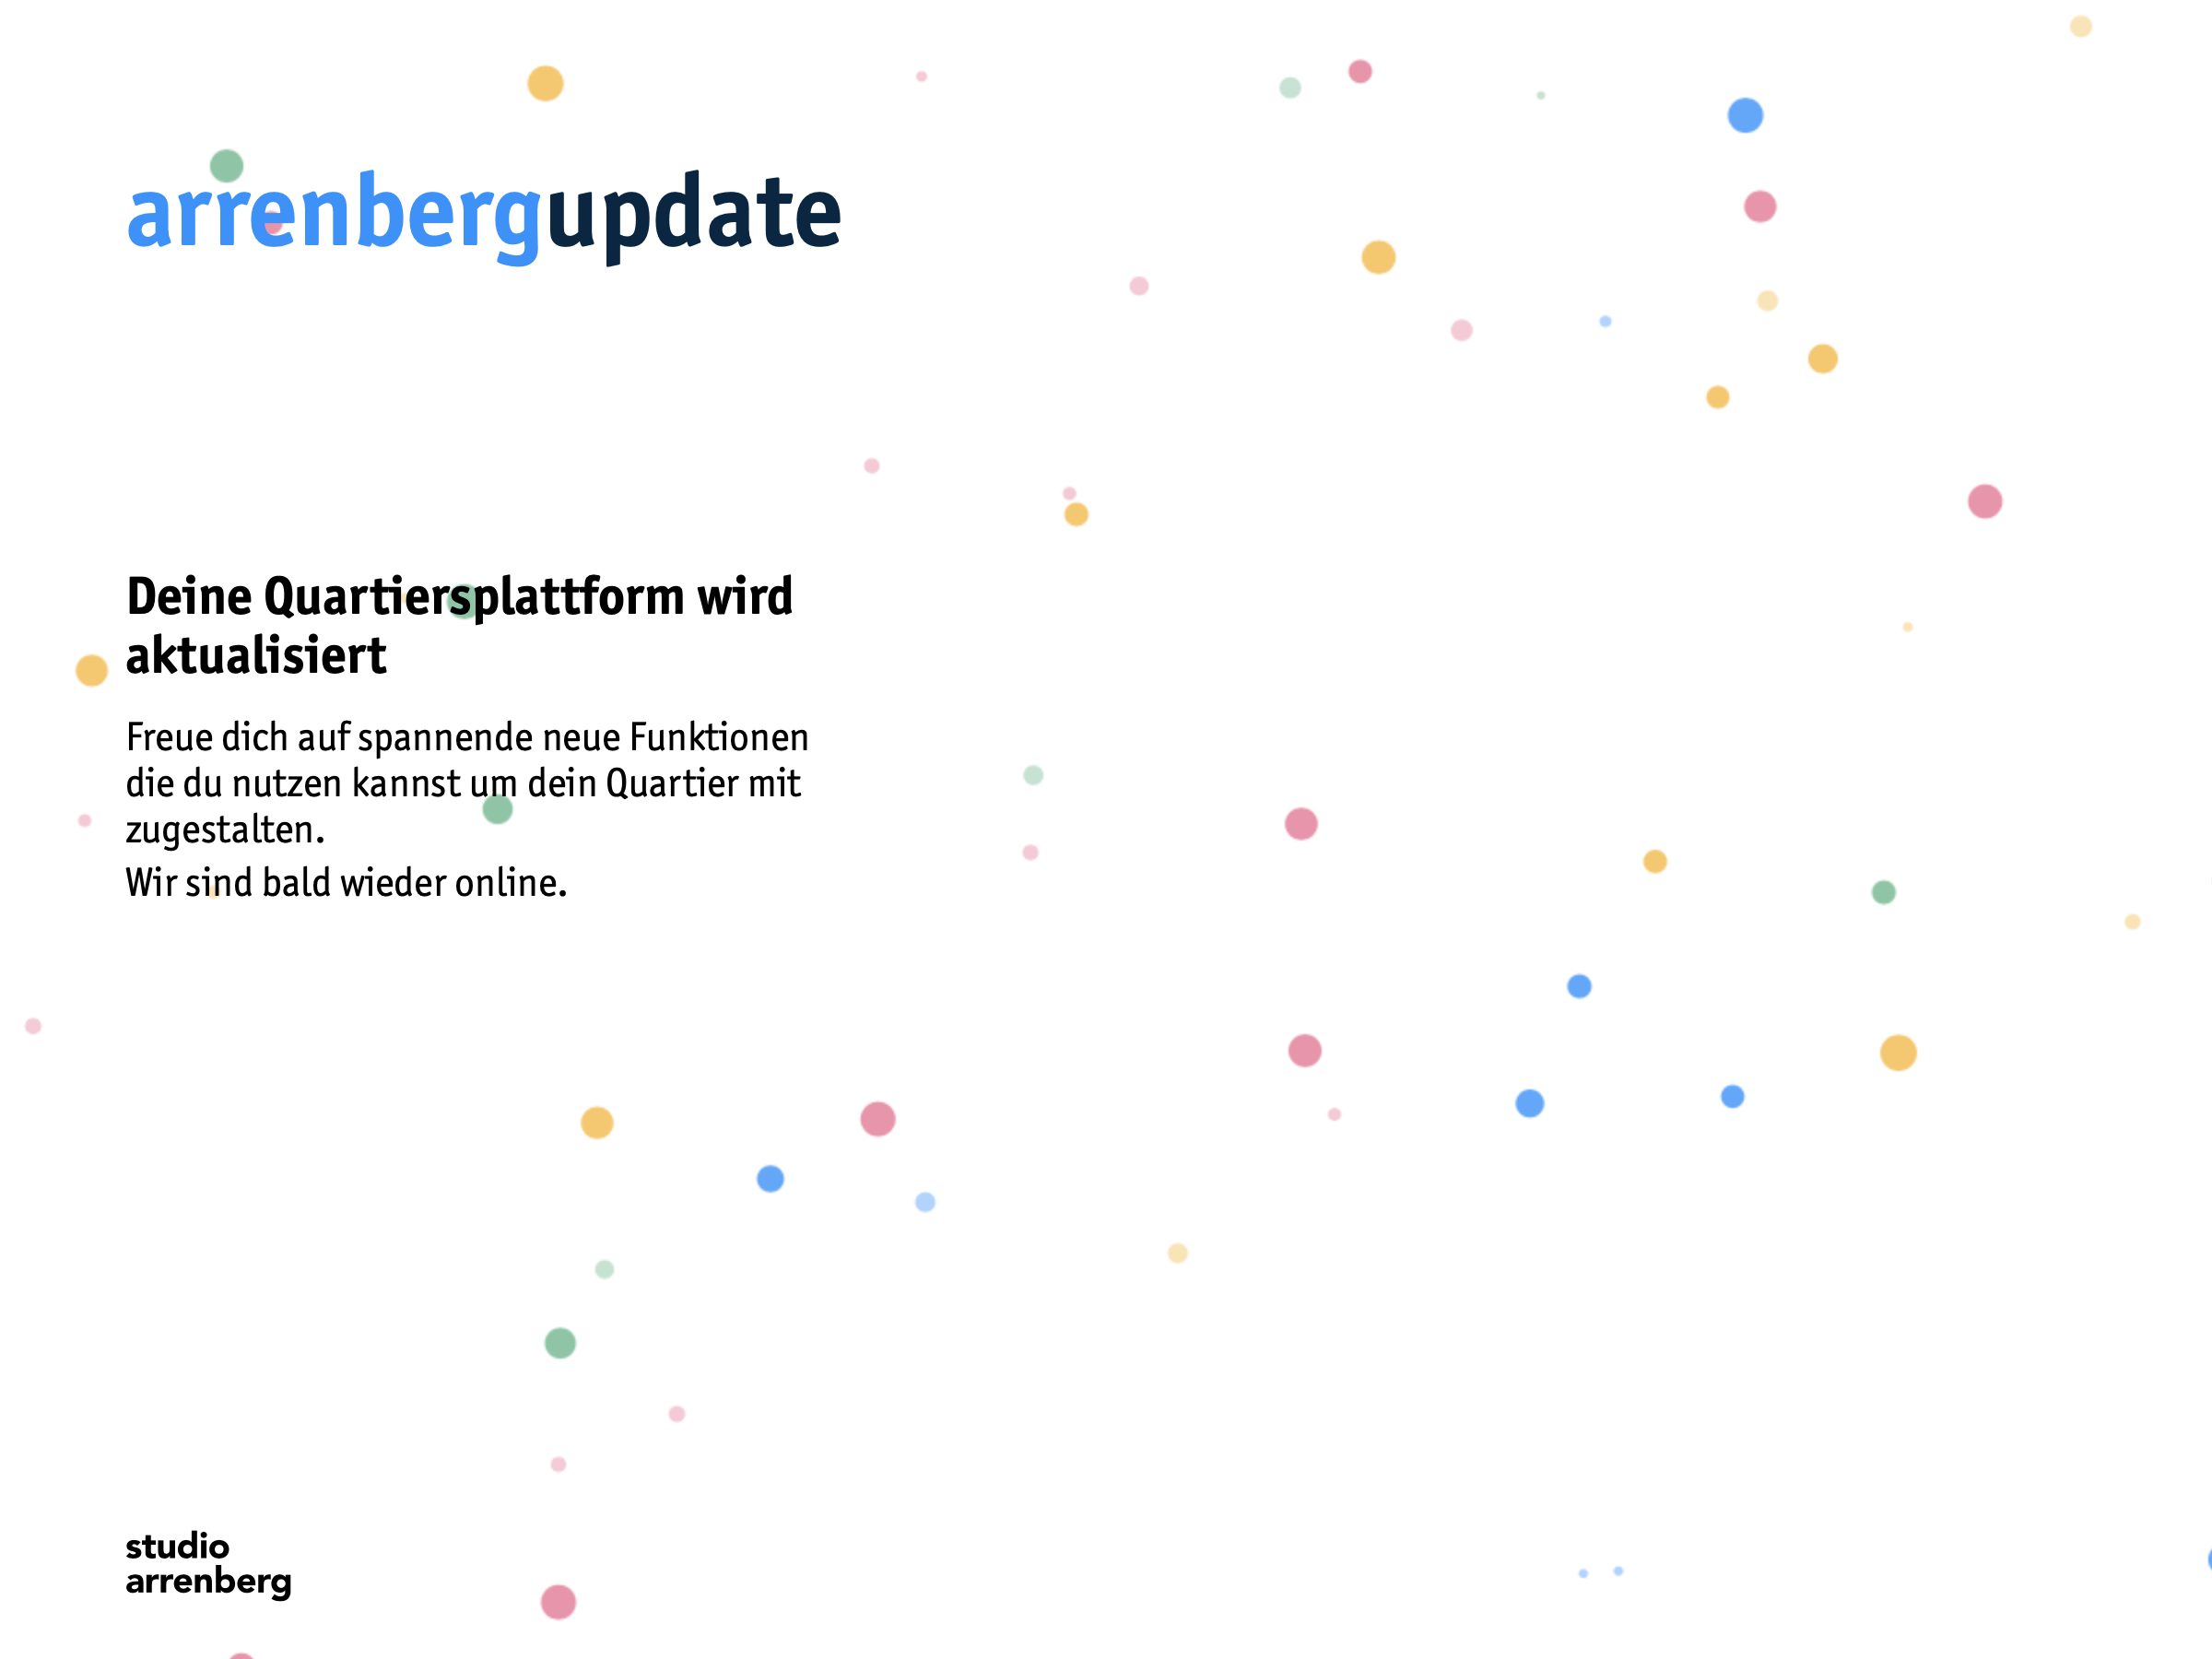 arrenbergupdate
Deine Quartiersplattform wird
aktualisiert
Freue dich auf spannende neue Funktionen
die du nutzen kannst um dein Quartier mit
zugestalten.
Wir sind bald wieder online.
studio
arrenberg